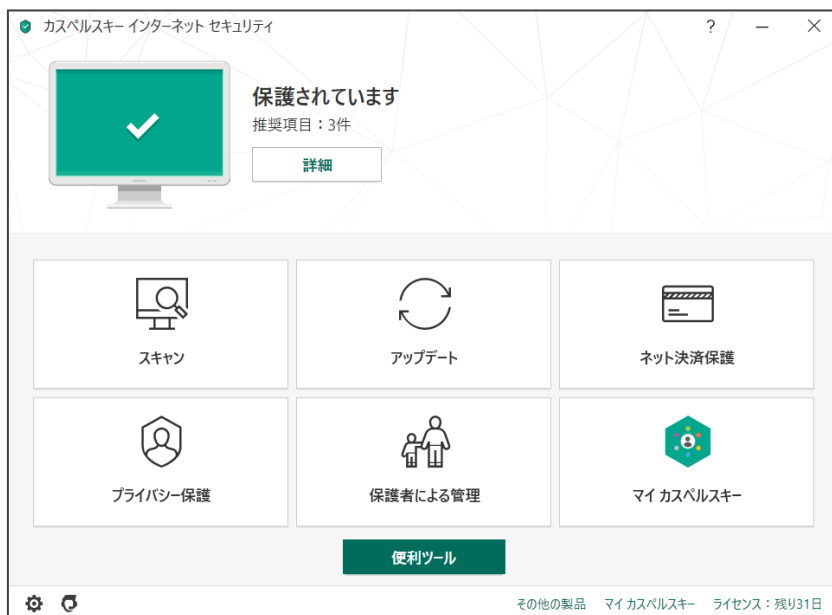 カスペルスキー インターネット セキュリティ
?
保護されています
推奨項目：3件
詳細
スキャン
アップデート
ネット決済保護
プライバシー保護
保護者による管理
マイ カスペルスキー
便利ツール
その他の製品 マイ カスペルスキー ライセンス：残り31日